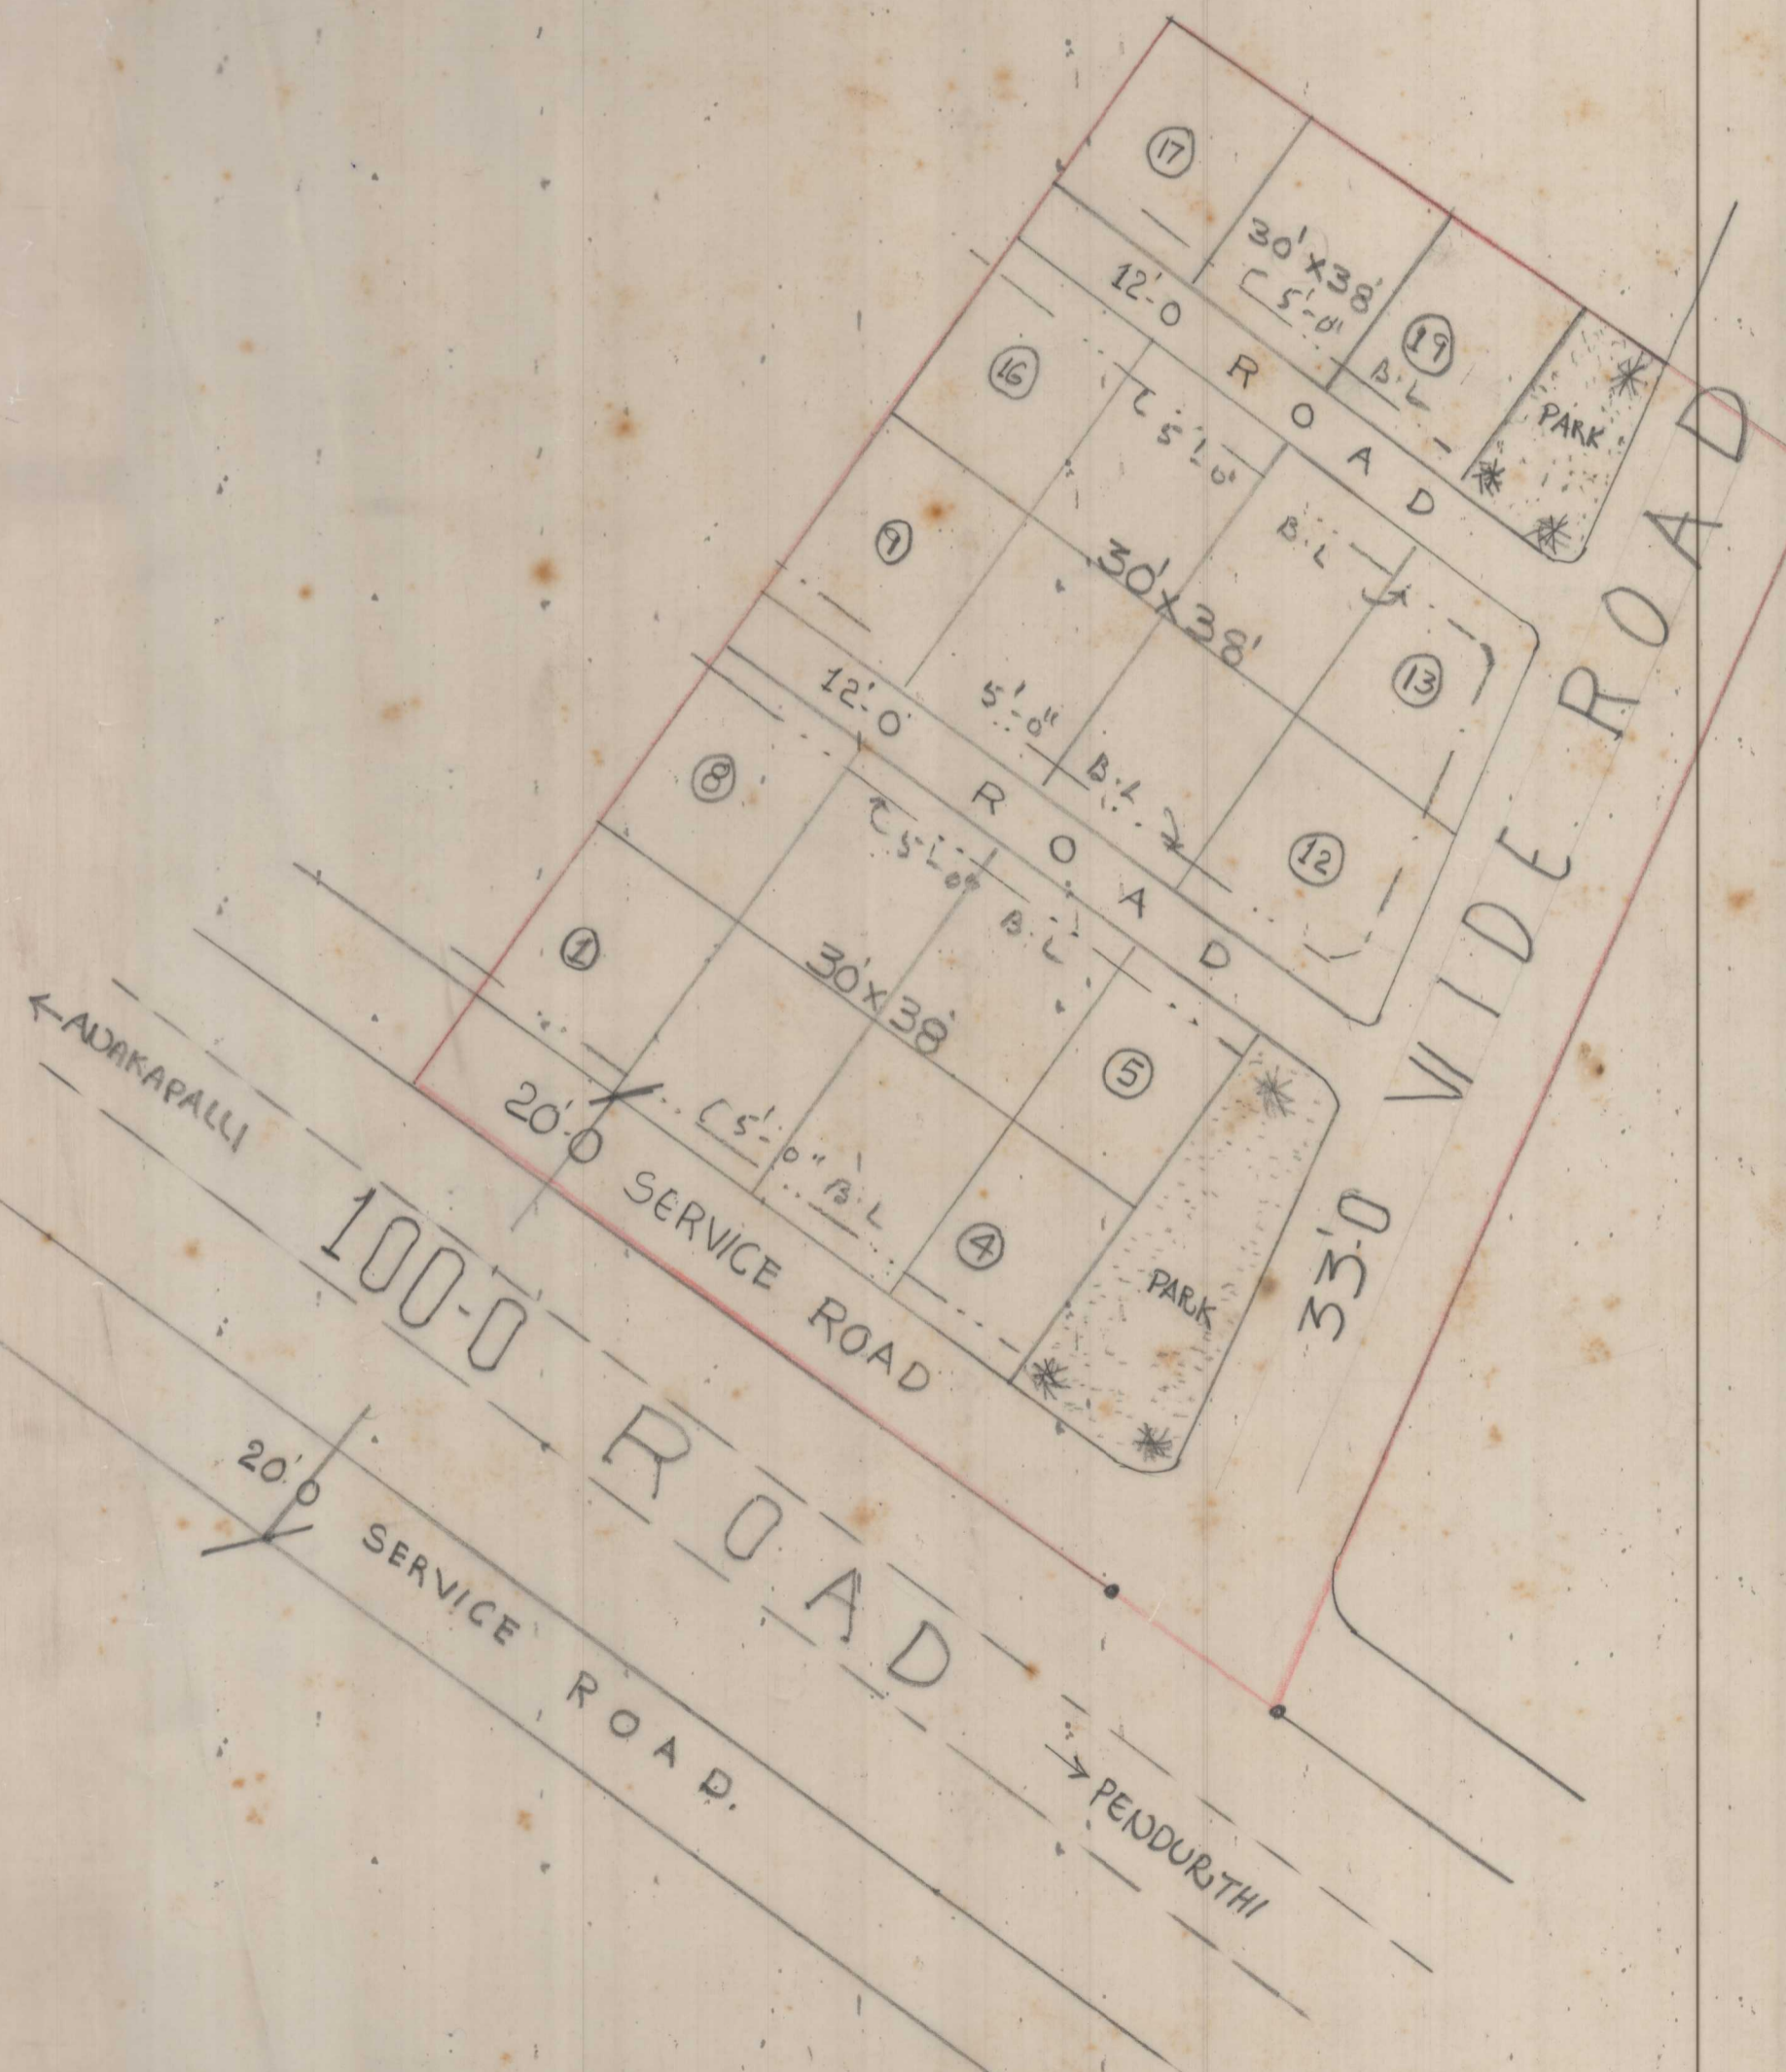 17
30'x38'
5'-0"
19
B.L
PARK
12'-0 ROAD
16
5'-0"
B.L
13
9
30'x38'
12
5'-0"
B.L
12'-0 ROAD
8
5'-0"
B.L
5
1
30'x38'
4
5'-0" B.L
PARK
20'-0 SERVICE ROAD
33'-0 WIDE ROAD
←ANAKAPALLI
100-0 ROAD
→ PENDURTHI
20'-0 SERVICE ROAD.